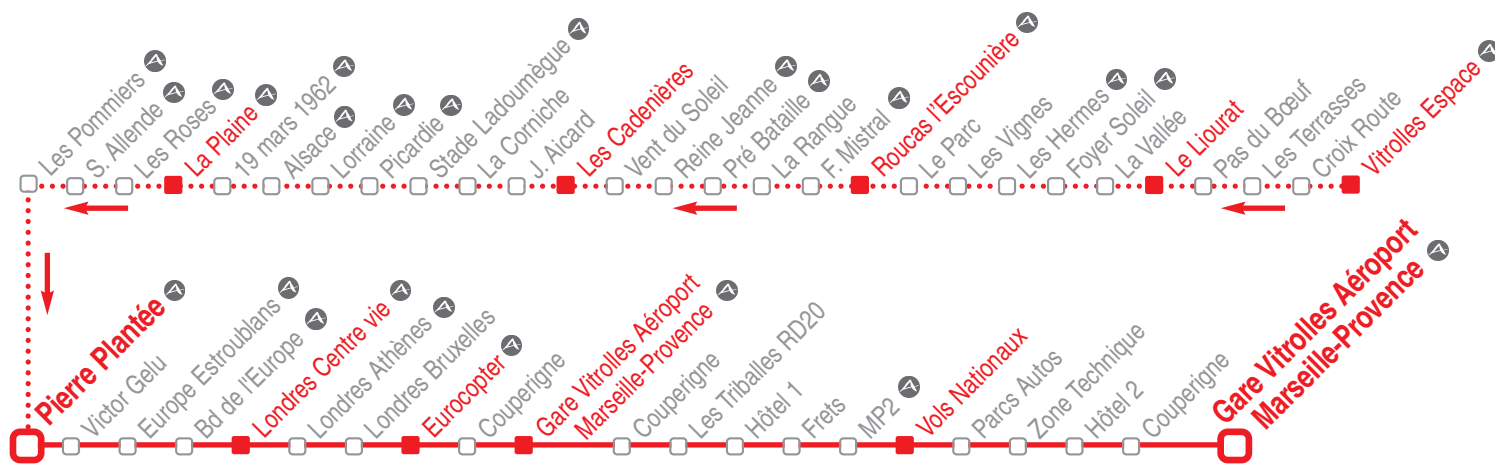 Les Pommiers
S. Allende
Les Roses
La Plaine
19 mars 1962
Alsace
Lorraine
Picardie
Stade Ladoumègue
La Corniche
J. Aicard
Les Cadenières
Vent du Soleil
Reine Jeanne
Pré Bataille
La Rangue
F. Mistral
Roucas l'Escounière
Le Parc
Les Vignes
Les Hermes
Foyer Soleil
La Vallée
Le Liourat
Pas du Bœuf
Les Terrasses
Croix Route
Vitrolles Espace
Pierre Plantée
Victor Gelu
Europe Estroublans
Bd de l'Europe
Londres Centre vie
Londres Athènes
Londres Bruxelles
Eurocopter
Couperigne
Gare Vitrolles Aéroport
Marseille-Provence
Couperigne
Les Triballes RD20
Hôtel 1
Frets
MP2
Vols Nationaux
Parcs Autos
Zone Technique
Hôtel 2
Couperigne
Gare Vitrolles Aéroport
Marseille-Provence